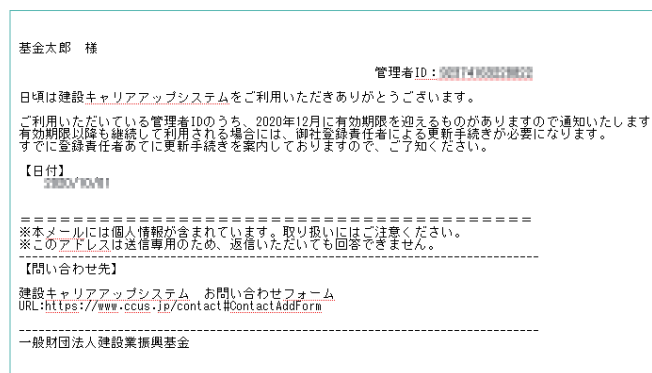 基金太郎　様
管理者ID：
日頃は建設キャリアアップシステムをご利用いただきありがとうございます。
ご利用いただいている管理者IDのうち、2020年12月に有効期限を迎えるものがありますので通知いたします
有効期限以降も継続して利用される場合には、御社登録責任者による更新手続きが必要になります。
すでに登録責任者あてに更新手続きを案内しておりますので、ご了知ください。
【日付】
2020/10/01
＝＝＝＝＝＝＝＝＝＝＝＝＝＝＝＝＝＝＝＝＝＝＝＝＝＝＝＝＝＝＝＝＝＝＝
※本メールには個人情報が含まれています。取り扱いにはご注意ください。
※このアドレスは送信専用のため、返信いただいても回答できません。
-----------------------------------------------------------------------
【問い合わせ先】
建設キャリアアップシステム　お問い合わせフォーム
URL:https://www.ccus.jp/contact#ContactAddForm
-----------------------------------------------------------------------
一般財団法人建設業振興基金